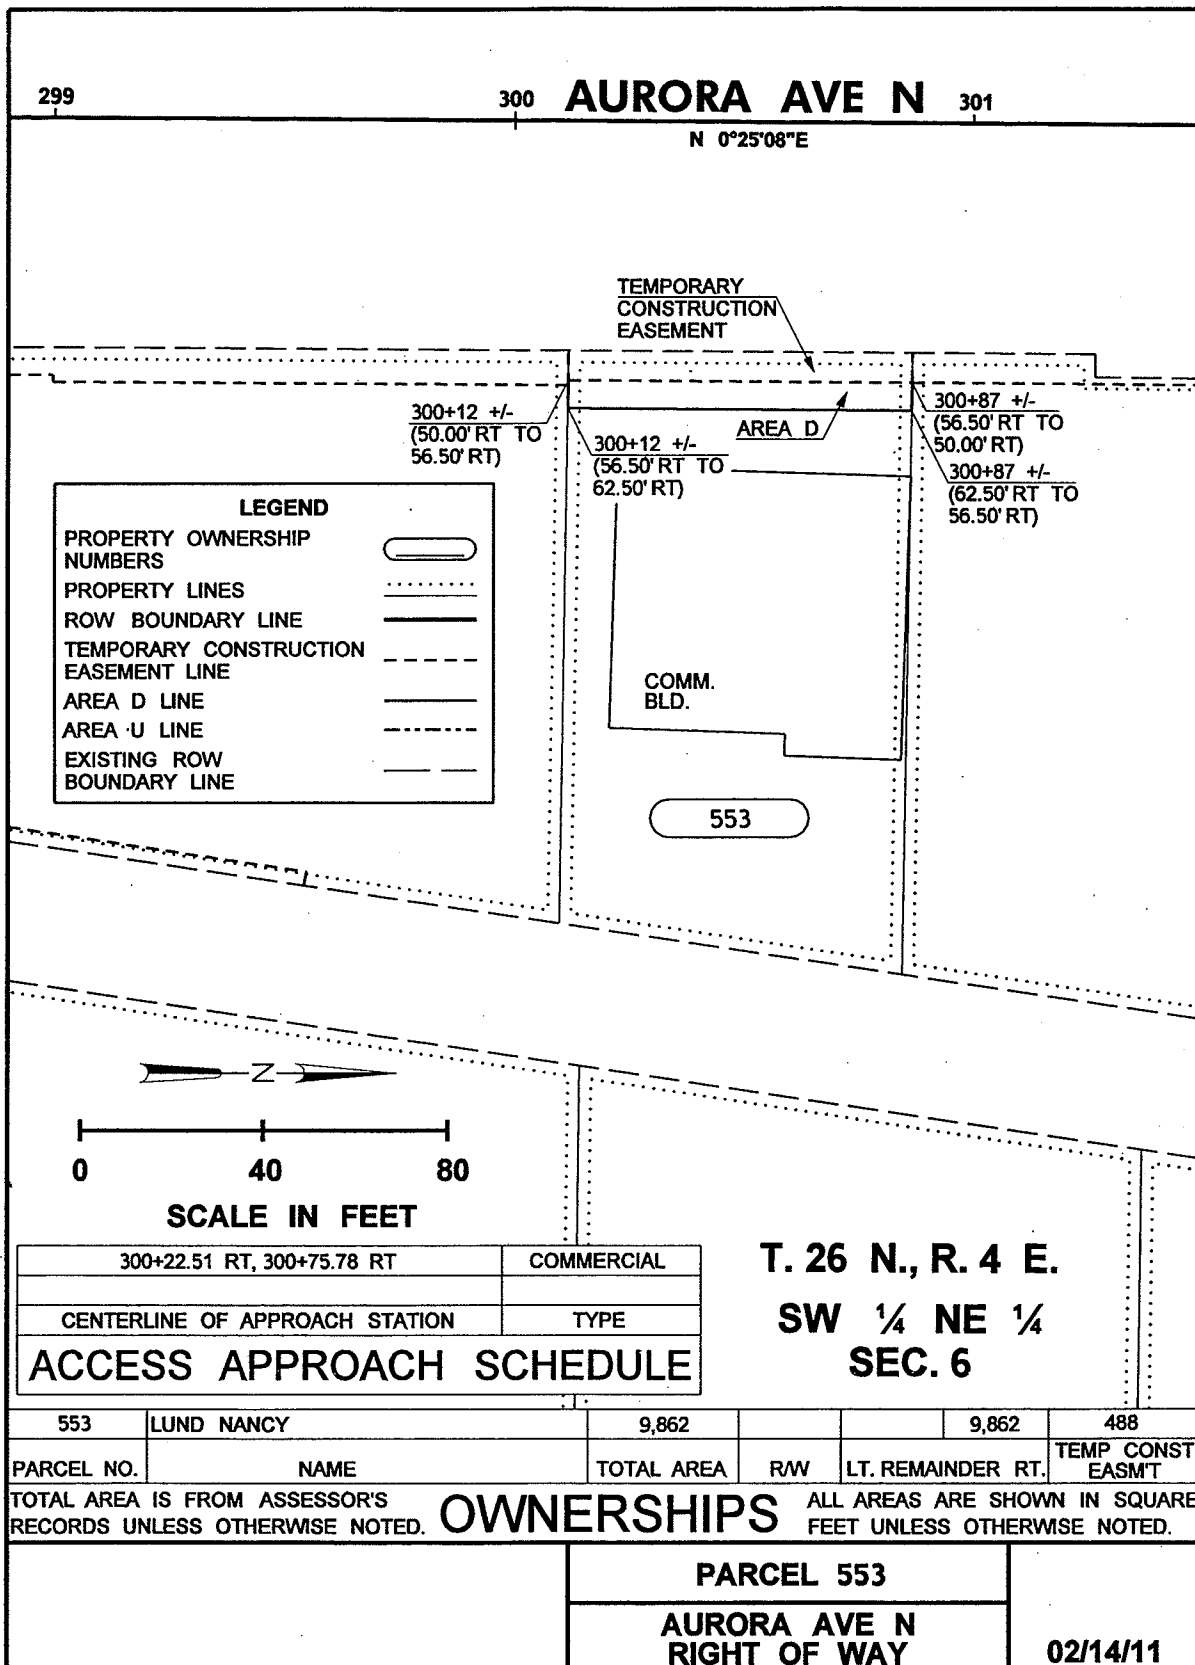 299
300 AURORA AVE N 301
N 0°25'08"E
TEMPORARY
CONSTRUCTION
EASEMENT
300+12 +/-
(50.00' RT TO
56.50' RT)
300+12 +/-
(56.50' RT TO
62.50' RT)
AREA D
300+87 +/-
(56.50' RT TO
50.00' RT)
300+87 +/-
(62.50' RT TO
56.50' RT)
LEGEND
PROPERTY OWNERSHIP
NUMBERS
PROPERTY LINES
ROW BOUNDARY LINE
TEMPORARY CONSTRUCTION
EASEMENT LINE
AREA D LINE
AREA U LINE
EXISTING ROW
BOUNDARY LINE
COMM.
BLD.
553
N
0 40 80
SCALE IN FEET
300+22.51 RT, 300+75.78 RT COMMERCIAL
CENTERLINE OF APPROACH STATION TYPE
ACCESS APPROACH SCHEDULE
T. 26 N., R. 4 E.
SW ¼ NE ¼
SEC. 6
553 LUND NANCY 9,862 9,862 488
PARCEL NO. NAME TOTAL AREA R/W LT. REMAINDER RT. TEMP CONST
EASM'T
TOTAL AREA IS FROM ASSESSOR'S
RECORDS UNLESS OTHERWISE NOTED.
OWNERSHIPS
ALL AREAS ARE SHOWN IN SQUARE
FEET UNLESS OTHERWISE NOTED.
PARCEL 553
AURORA AVE N
RIGHT OF WAY
02/14/11